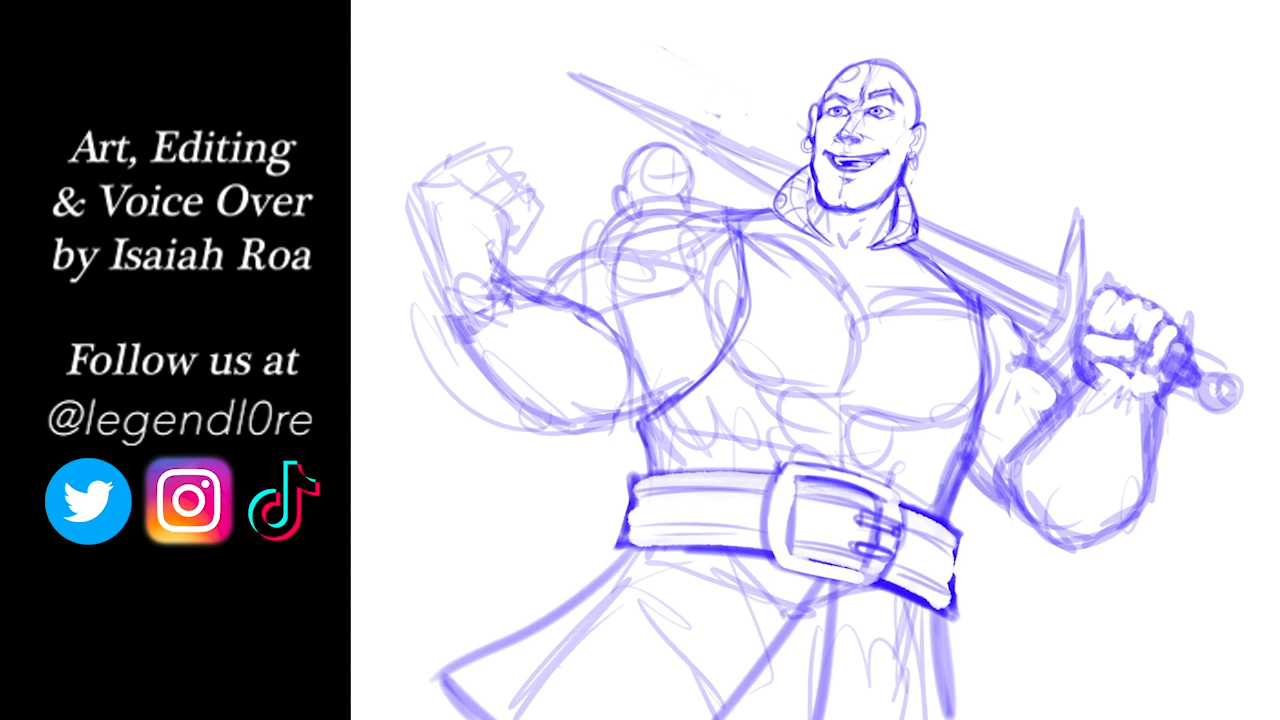 Art, Editing
& Voice Over
by Isaiah Roa
Follow us at
@legendl0re